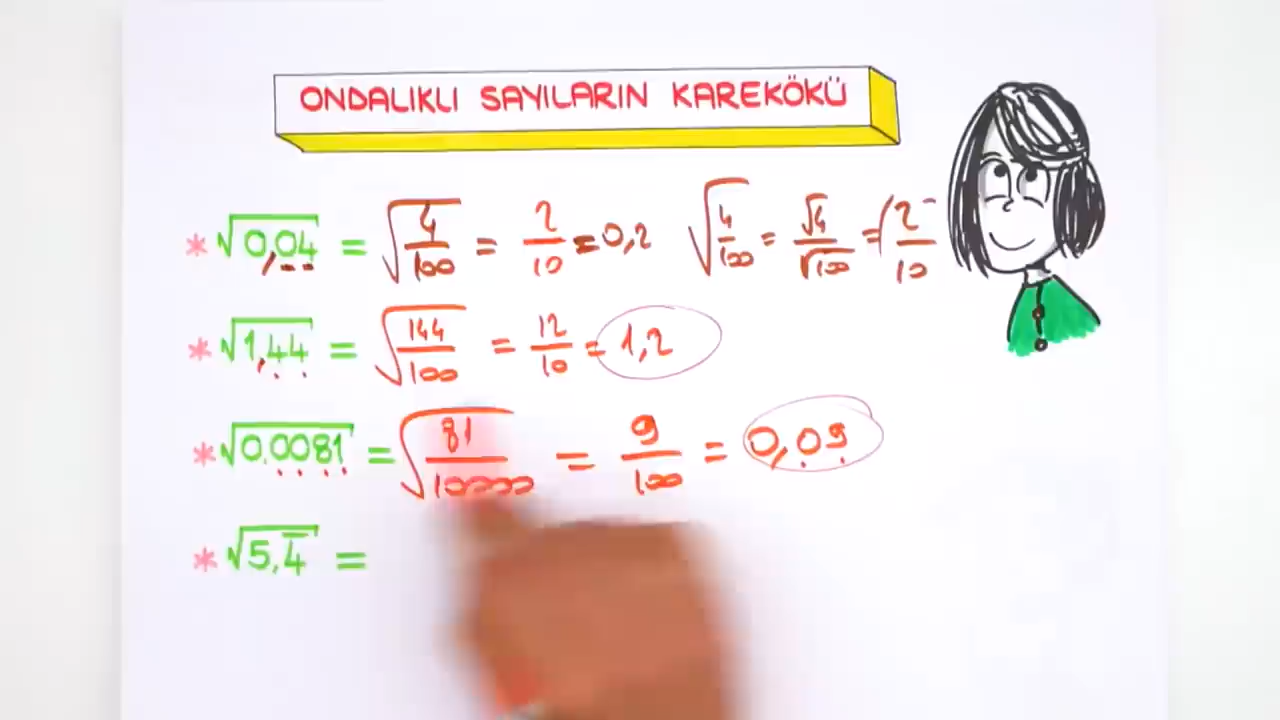 ONDALIKLI SAYILARIN KAREKÖKÜ
* √0,04 = √(4/100) = 2/10 = 0,2 √(4/100) = √4/√100 = (2/10
* √1,44 = √(144/100) = 12/10 = 1,2
* √0,0081 = √(81/10000) = 9/100 = 0,09
* √5,4̅ =